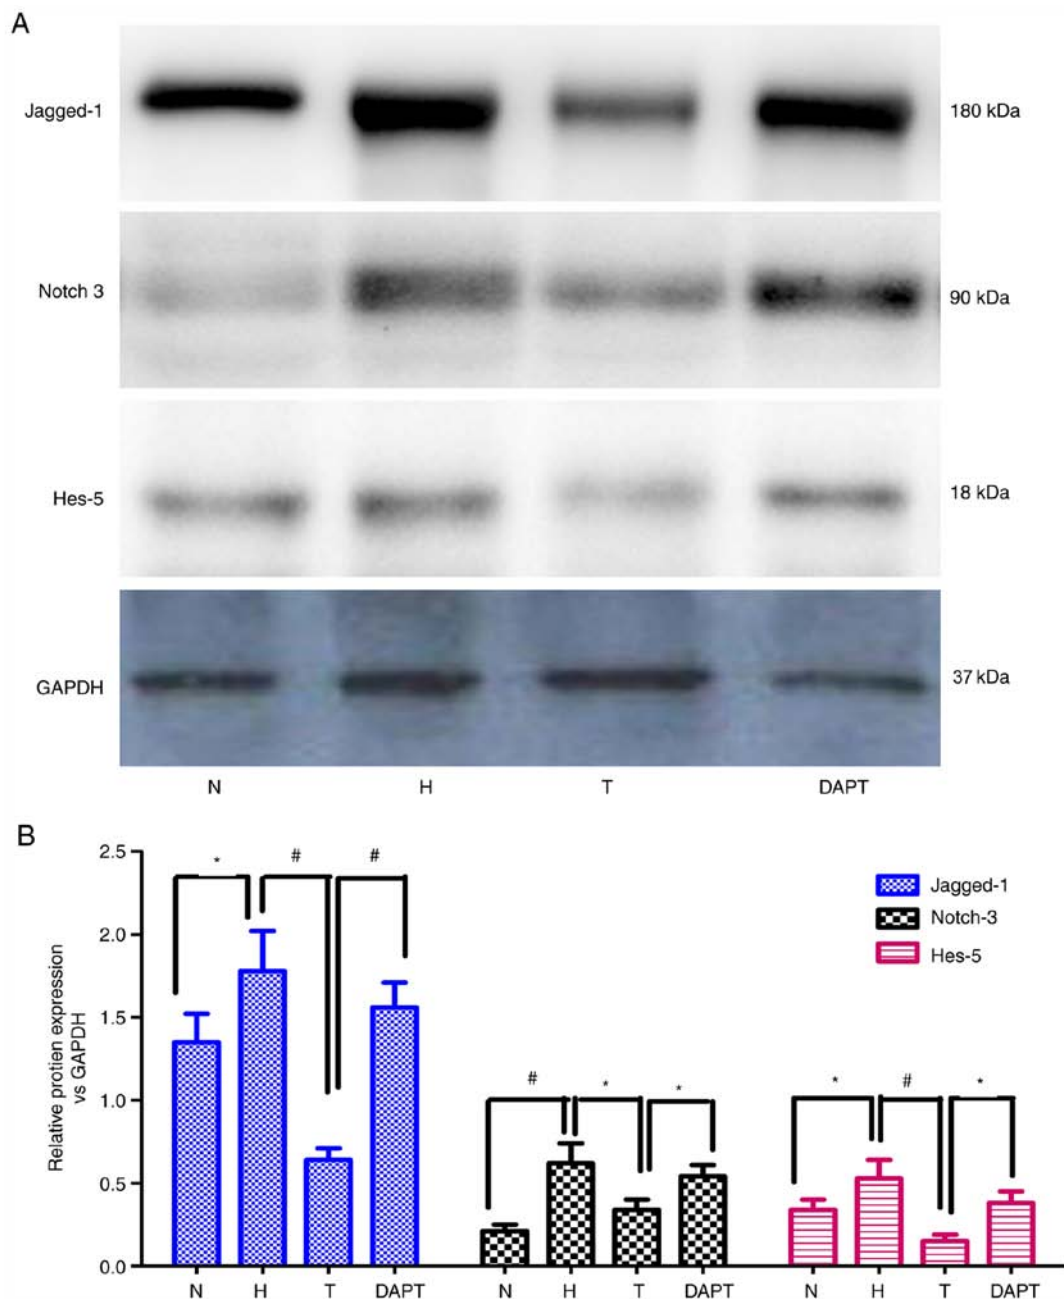 A
Jagged-1
180 kDa
Notch 3
90 kDa
Hes-5
18 kDa
GAPDH
37 kDa
N H T DAPT
B
Relative protien expression
vs GAPDH
2.5
2.0
1.5
1.0
0.5
0.0
* # #
# * *
* # *
Jagged-1
Notch-3
Hes-5
N H T DAPT N H T DAPT N H T DAPT